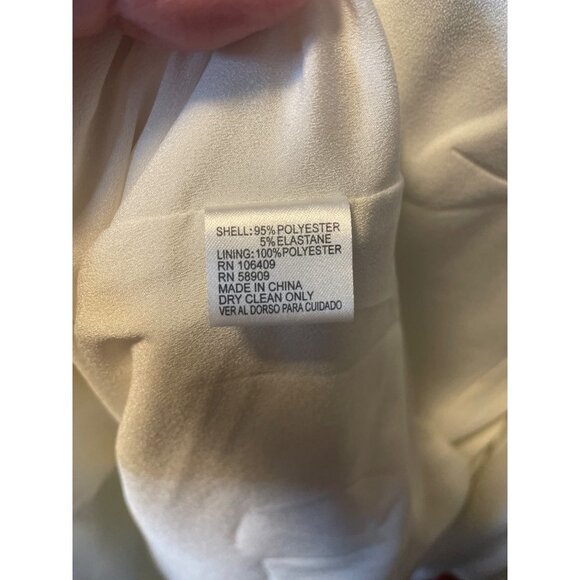 SHELL: 95% POLYESTER
5% ELASTANE
LINING: 100% POLYESTER
RN 106409
RN 58909
MADE IN CHINA
DRY CLEAN ONLY
VER AL DORSO PARA CUIDADO